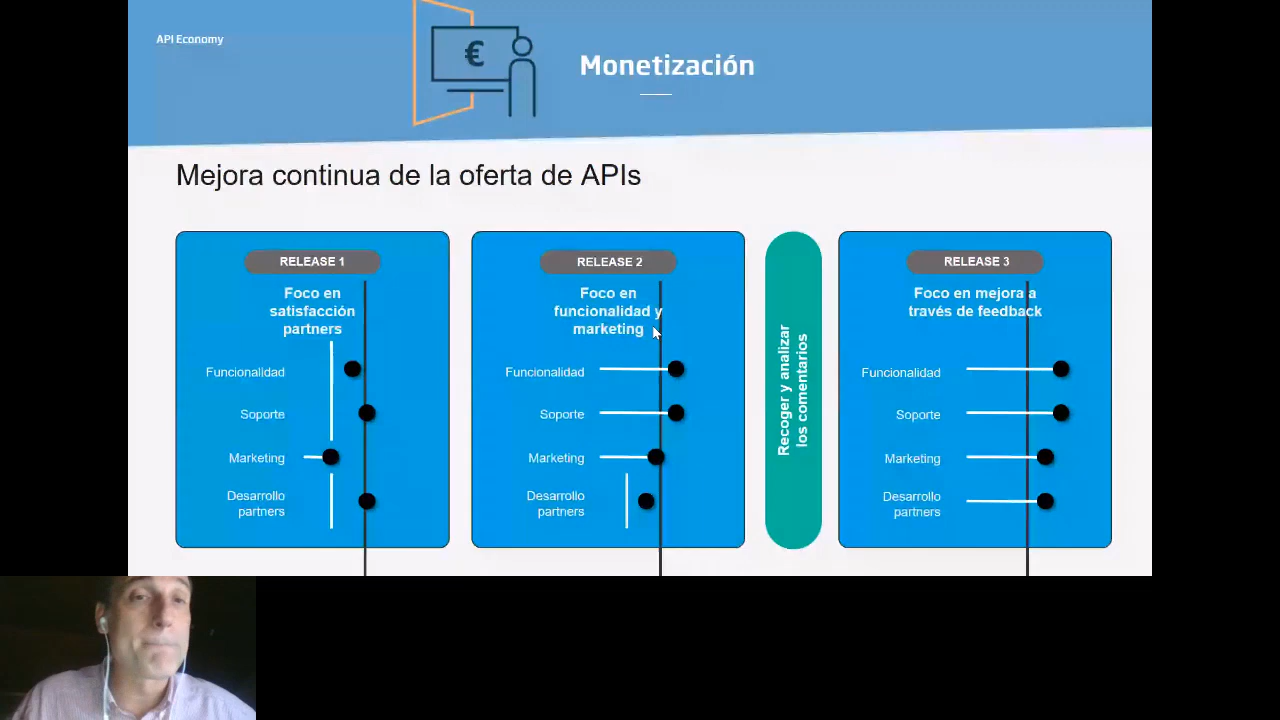 API Economy
€
Monetización
Mejora continua de la oferta de APIs
RELEASE 1
Foco en
satisfacción
partners
Funcionalidad
Soporte
Marketing
Desarrollo
partners
RELEASE 2
Foco en
funcionalidad y
marketing
Funcionalidad
Soporte
Marketing
Desarrollo
partners
Recoger y analizar
los comentarios
RELEASE 3
Foco en mejora a
través de feedback
Funcionalidad
Soporte
Marketing
Desarrollo
partners